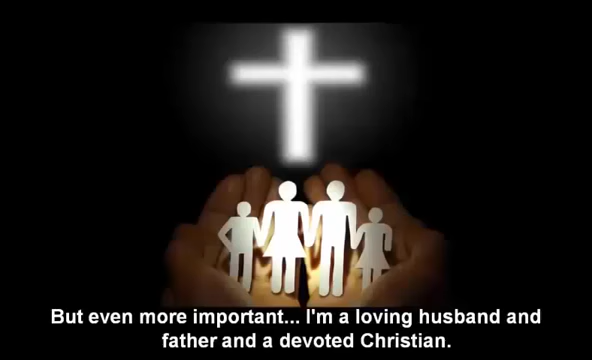 But even more important... I'm a loving husband and
father and a devoted Christian.